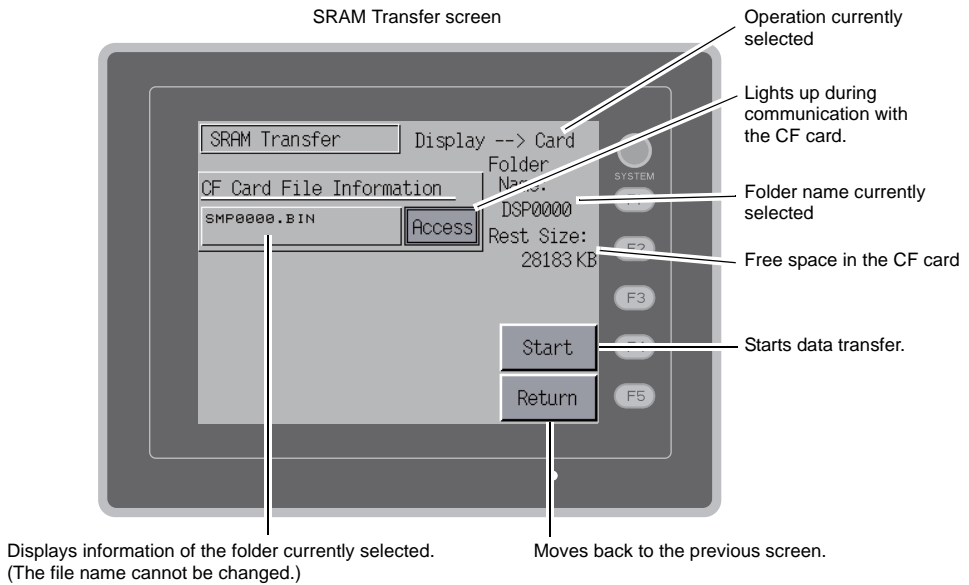 SRAM Transfer screen
Operation currently
selected
Lights up during
communication with
the CF card.
SRAM Transfer
Display --> Card
Folder
Name:
SYSTEM
CF Card File Information
DSP0000
Folder name currently
selected
SMP0000.BIN
Access
Rest Size:
28183 KB
Free space in the CF card
F3
Start
Starts data transfer.
Return
F5
Displays information of the folder currently selected.
(The file name cannot be changed.)
Moves back to the previous screen.